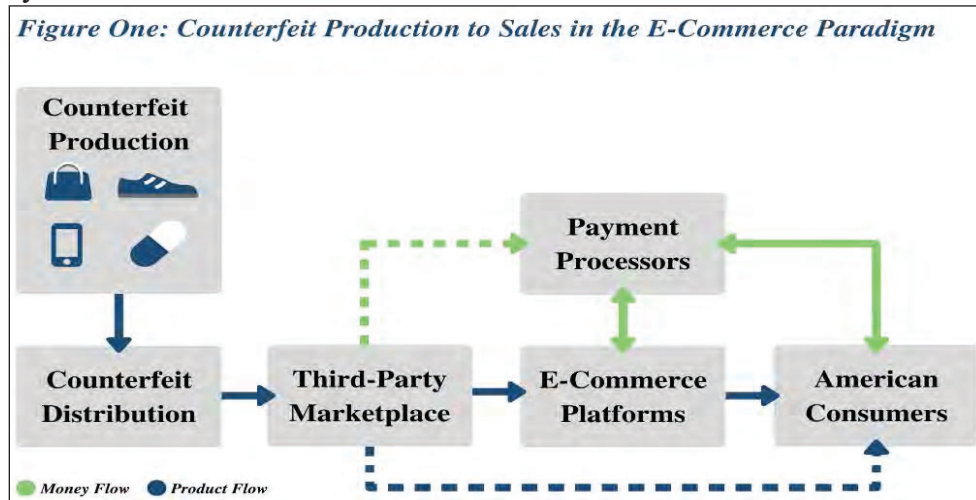 Figure One: Counterfeit Production to Sales in the E-Commerce Paradigm
Counterfeit
Production
Payment
Processors
Counterfeit
Distribution
Third-Party
Marketplace
E-Commerce
Platforms
American
Consumers
Money Flow Product Flow